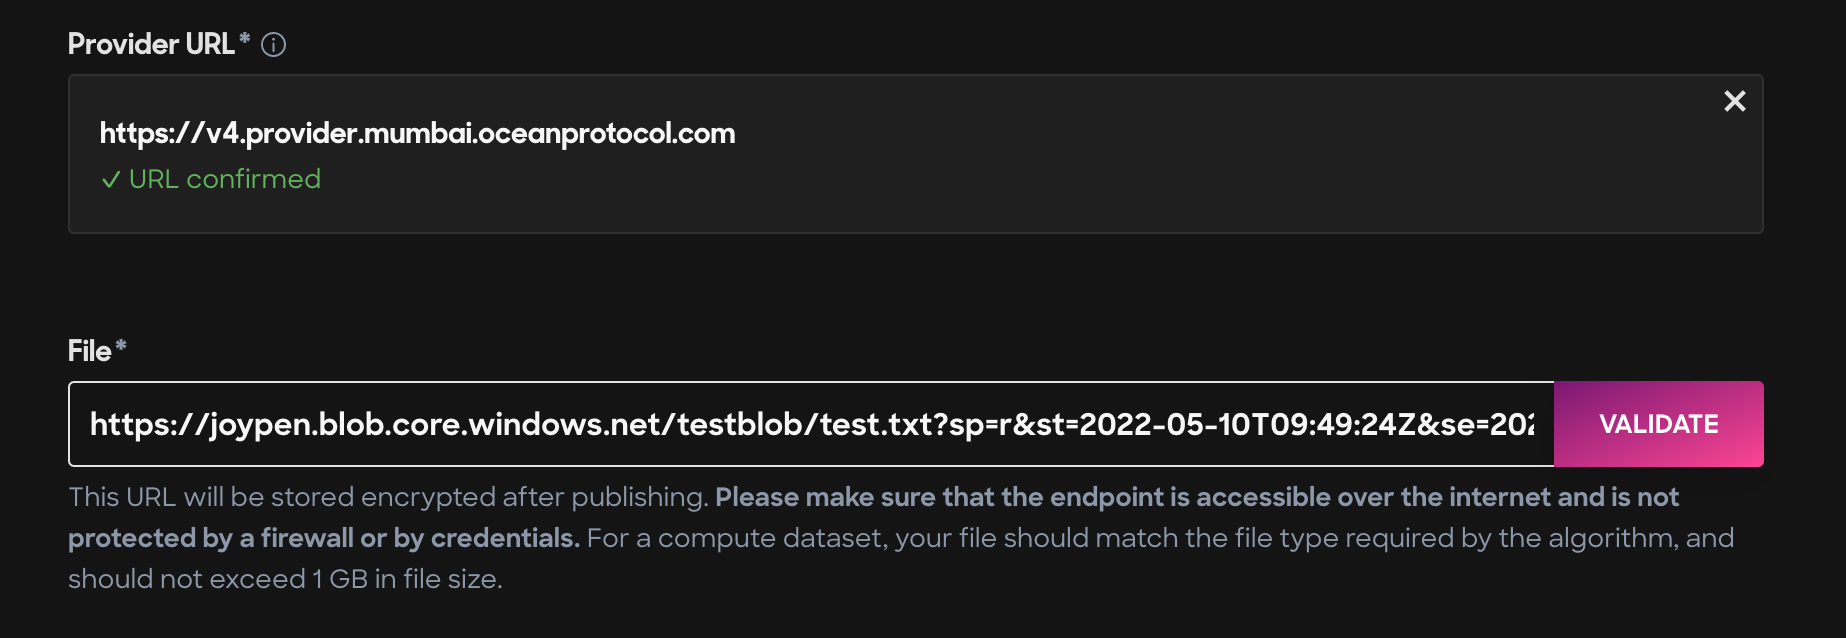 Provider URL*
https://v4.provider.mumbai.oceanprotocol.com
✓ URL confirmed
File*
https://joypen.blob.core.windows.net/testblob/test.txt?sp=r&st=2022-05-10T09:49:24Z&se=202
VALIDATE
This URL will be stored encrypted after publishing. Please make sure that the endpoint is accessible over the internet and is not
protected by a firewall or by credentials. For a compute dataset, your file should match the file type required by the algorithm, and
should not exceed 1 GB in file size.